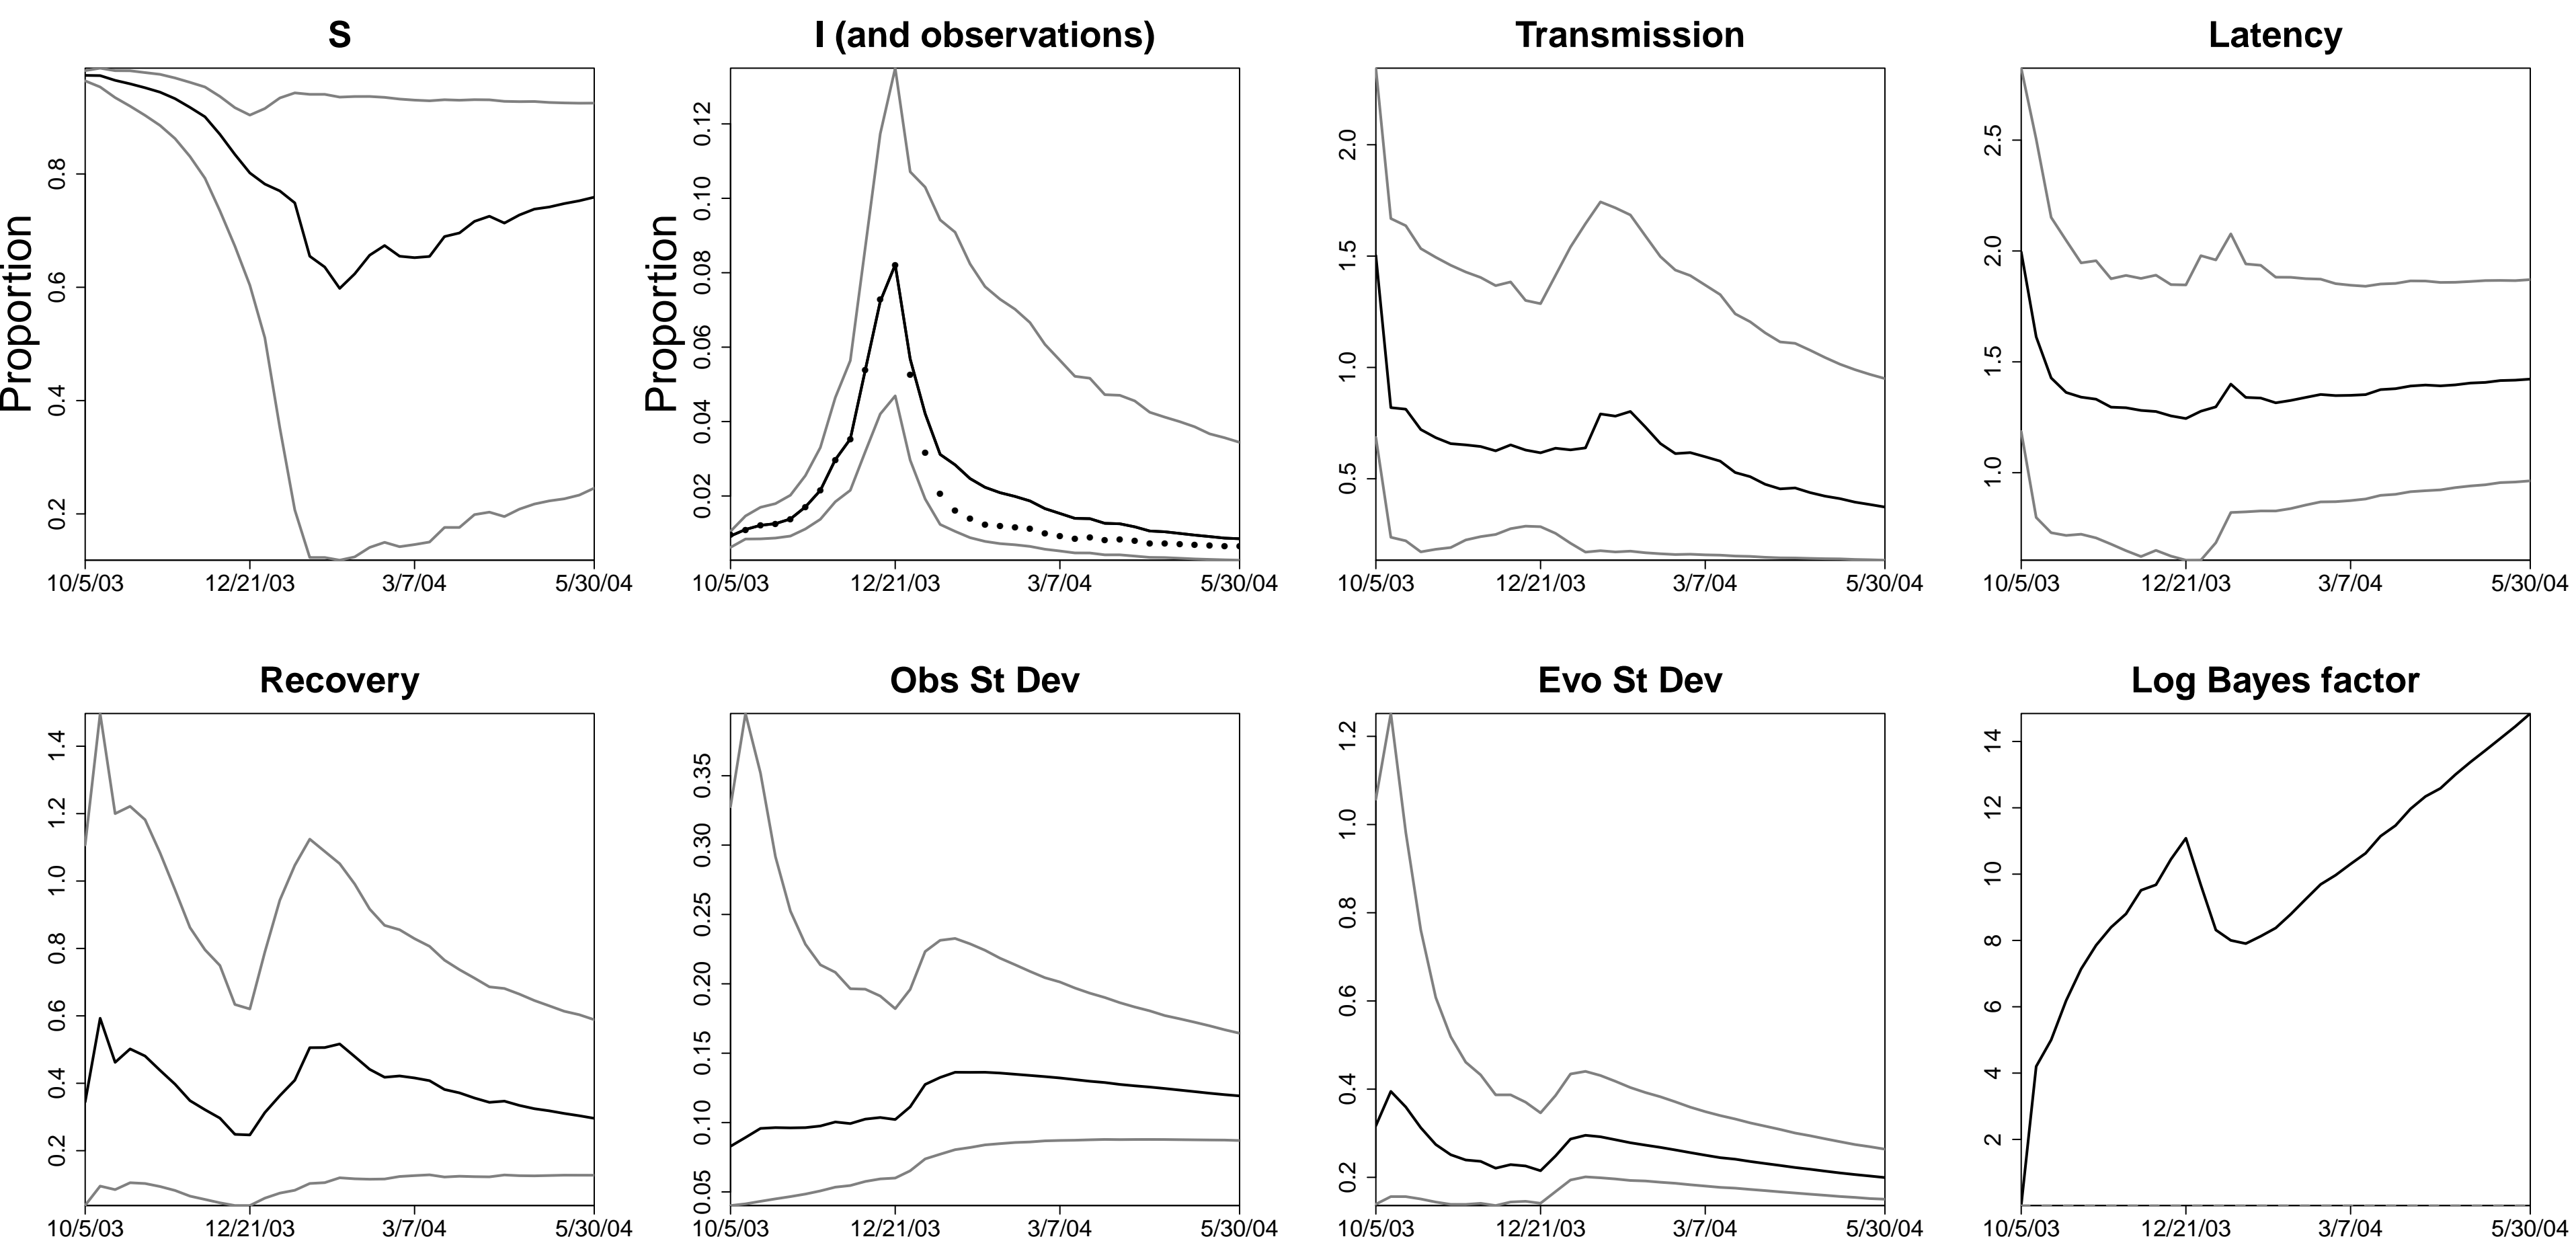 S
I (and observations)
Transmission
Latency
Proportion
0.2 0.4 0.6 0.8
10/5/03 12/21/03 3/7/04 5/30/04
Proportion
0.02 0.04 0.06 0.08 0.10 0.12
10/5/03 12/21/03 3/7/04 5/30/04
0.5 1.0 1.5 2.0
10/5/03 12/21/03 3/7/04 5/30/04
1.0 1.5 2.0 2.5
10/5/03 12/21/03 3/7/04 5/30/04
Recovery
Obs St Dev
Evo St Dev
Log Bayes factor
0.2 0.4 0.6 0.8 1.0 1.2 1.4
10/5/03 12/21/03 3/7/04 5/30/04
0.05 0.10 0.15 0.20 0.25 0.30 0.35
10/5/03 12/21/03 3/7/04 5/30/04
0.2 0.4 0.6 0.8 1.0 1.2
10/5/03 12/21/03 3/7/04 5/30/04
2 4 6 8 10 12 14
10/5/03 12/21/03 3/7/04 5/30/04